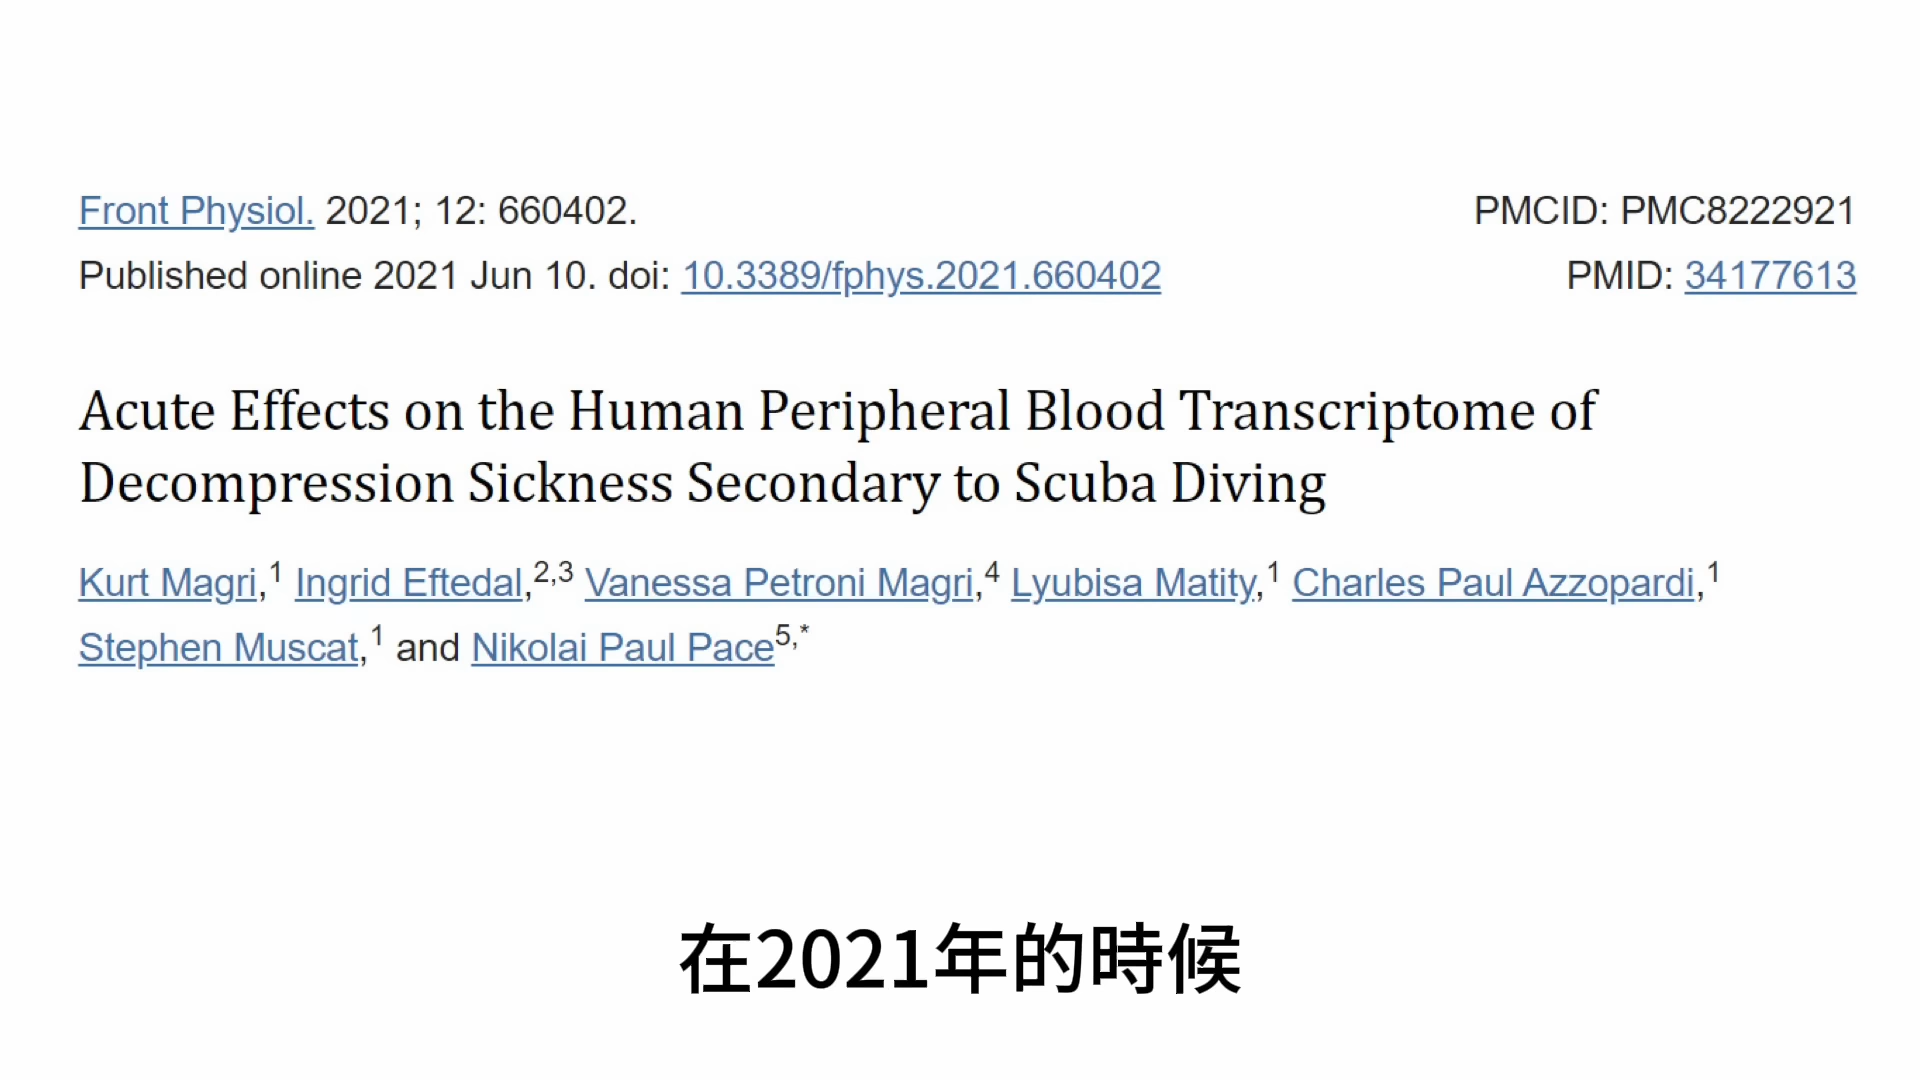 Front Physiol. 2021; 12: 660402.
PMCID: PMC8222921
Published online 2021 Jun 10. doi: 10.3389/fphys.2021.660402
PMID: 34177613
Acute Effects on the Human Peripheral Blood Transcriptome of
Decompression Sickness Secondary to Scuba Diving
Kurt Magri,1 Ingrid Eftedal,2,3 Vanessa Petroni Magri,4 Lyubisa Matity,1 Charles Paul Azzopardi,1
Stephen Muscat,1 and Nikolai Paul Pace5,*
在2021年的時候